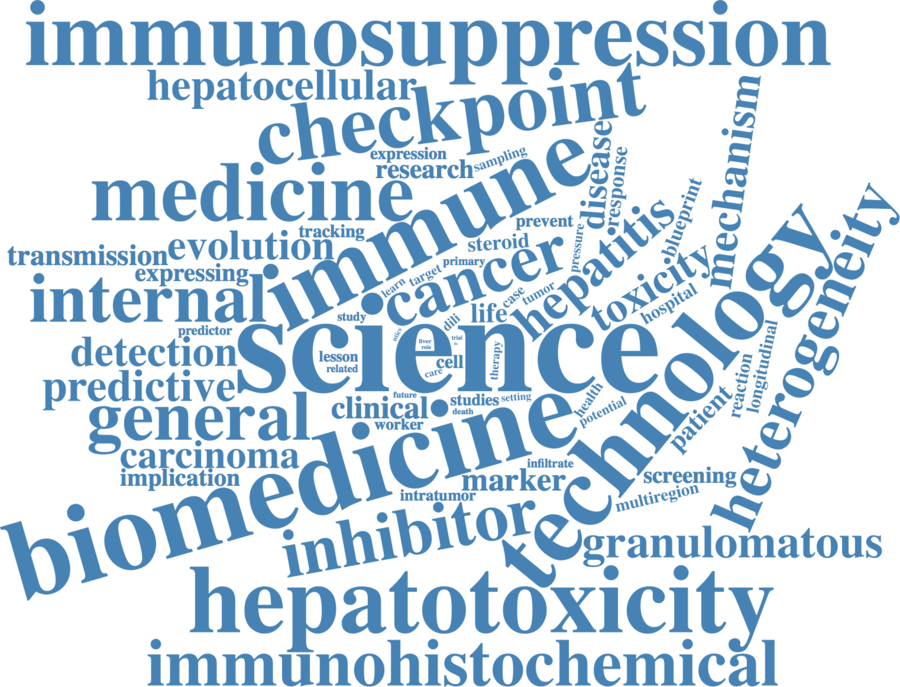 immunosuppression
hepatocellular
checkpoint
expression
research
sampling
disease
response
mechanism
medicine
immune
prevent
tracking
steroid
pressure
blueprint
transmission
evolution
expressing
primary
target
learn
cancer
hepatitis
toxicity
hospital
technology
heterogeneity
internal
study
case
tumor
life
dili
science
predictor
detection
lesson
related
liver
role
trial
cell
care
therapy
predictive
future
clinical
studies
setting
death
worker
health
potential
general
longitudinal
reaction
patient
carcinoma
implication
biomedicine
infiltrate
marker
intratumor
screening
multiregion
inhibitor
granulomatous
hepatotoxicity
immunohistochemical